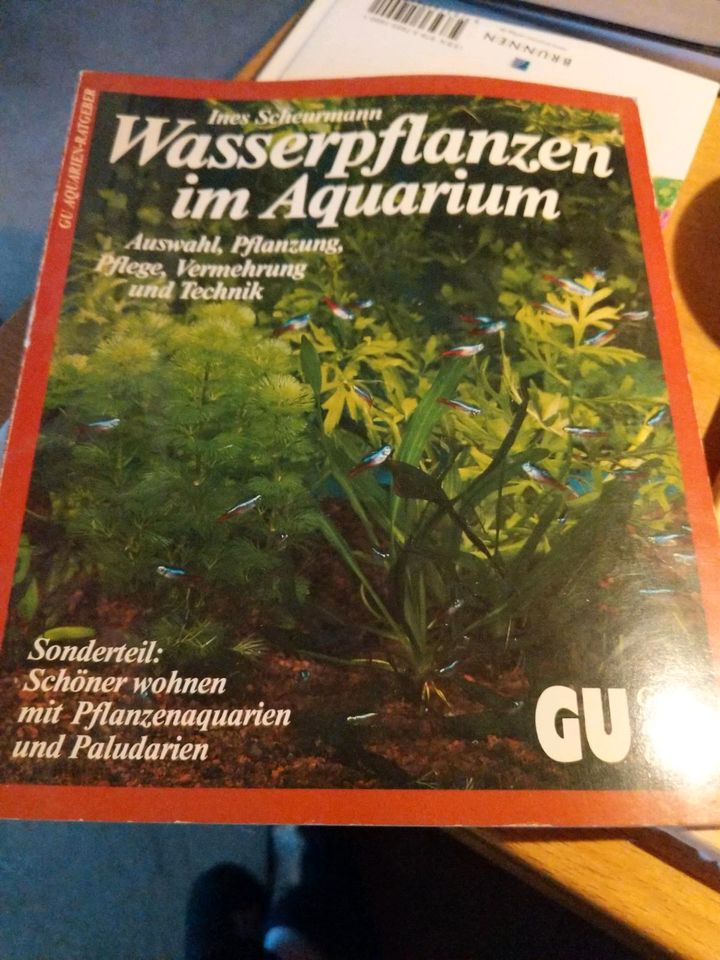 BRUNNEN
GU AQUARIEN-RATGEBER
Ines Scheurmann
Wasserpflanzen
im Aquarium
Auswahl, Pflanzung,
Pflege, Vermehrung
und Technik
Sonderteil:
Schöner wohnen
mit Pflanzenaquarien
und Paludarien
GU